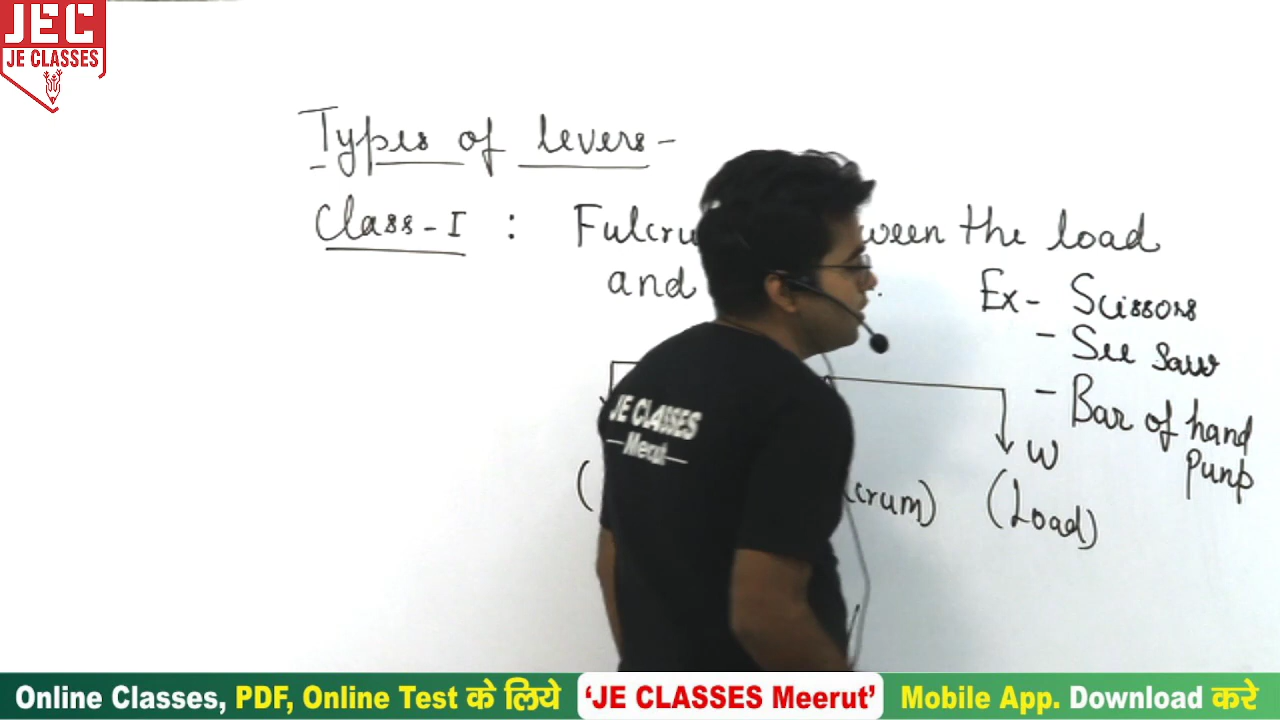 JEC
JE CLASSES
Types of levers-
Class-I : Fulcru ween the load
and
Ex- Scissors
- See Saw
- Bar of hand
Pump
W
( crum) (Load)
JE CLASSES
Meerut
Online Classes, PDF, Online Test के लिये 'JE CLASSES Meerut' Mobile App. Download करे